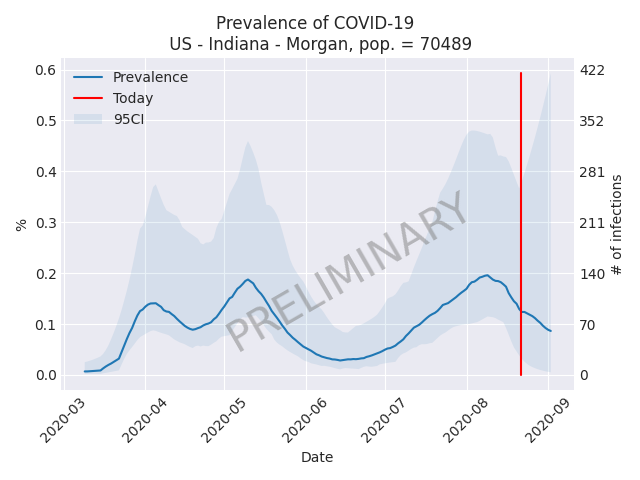 Prevalence of COVID-19
US - Indiana - Morgan, pop. = 70489
Prevalence
Today
95CI
PRELIMINARY
%
0.6
0.5
0.4
0.3
0.2
0.1
0.0
422
352
281
211
140
70
0
# of infections
2020-03
2020-04
2020-05
2020-06
2020-07
2020-08
2020-09
Date